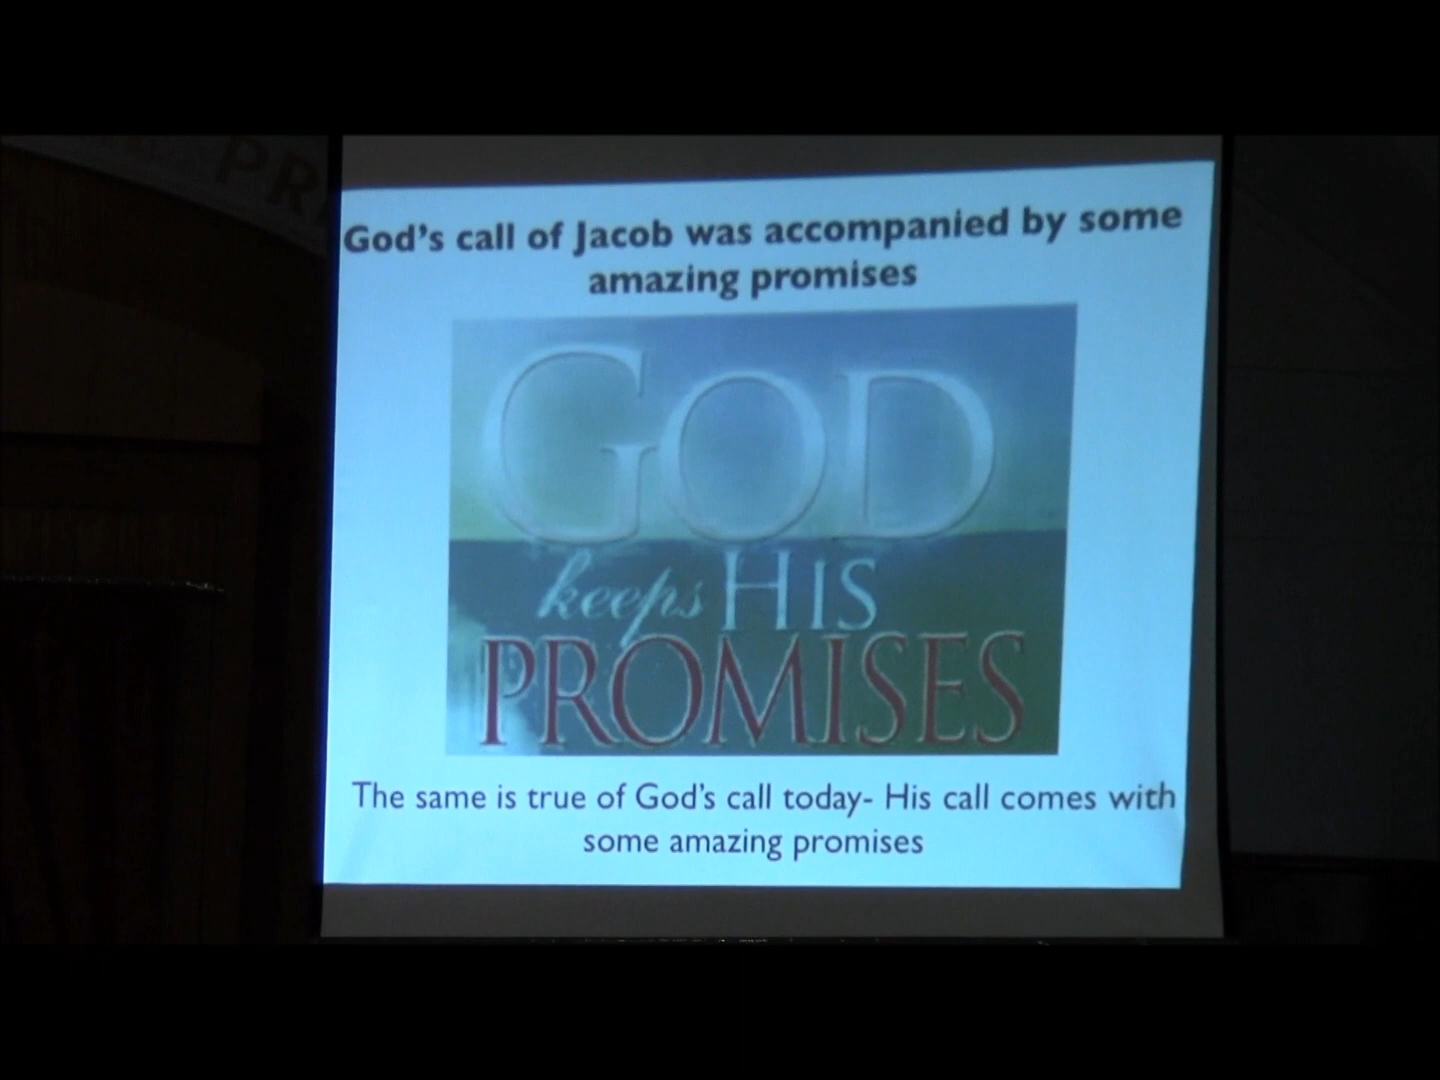 God's call of Jacob was accompanied by some
amazing promises
GOD
keeps HIS
PROMISES
The same is true of God's call today- His call comes with
some amazing promises